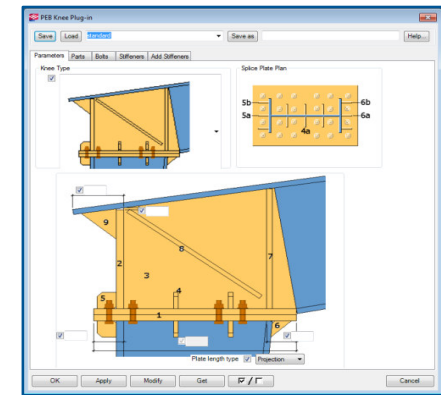 PEB Knee Plug-in
Save Load standard Save as Help...
Parameters Parts Bolts Stiffeners Add Stiffeners
Knee Type
Splice Plate Plan
5b 6b
5a 6a
4a
9
8
2
7
3
4
5
1
6
Plate length type Projection
OK Apply Modify Get Cancel